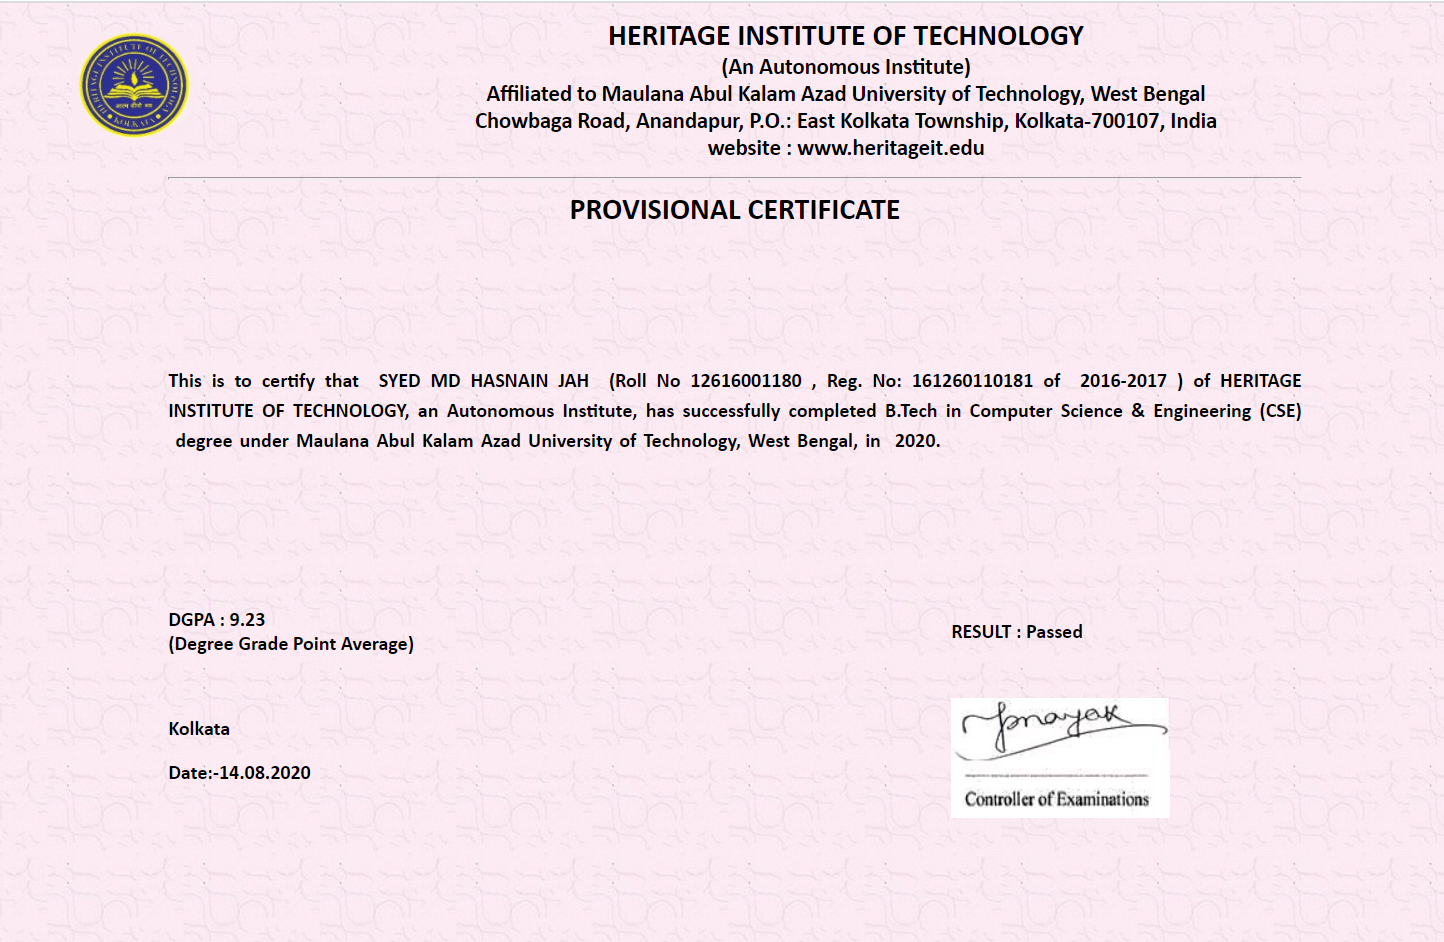 HERITAGE INSTITUTE OF TECHNOLOGY
KOLKATA
HERITAGE INSTITUTE OF TECHNOLOGY
(An Autonomous Institute)
Affiliated to Maulana Abul Kalam Azad University of Technology, West Bengal
Chowbaga Road, Anandapur, P.O.: East Kolkata Township, Kolkata-700107, India
website : www.heritageit.edu
PROVISIONAL CERTIFICATE
This is to certify that SYED MD HASNAIN JAH (Roll No 12616001180 , Reg. No: 161260110181 of 2016-2017 ) of HERITAGE
INSTITUTE OF TECHNOLOGY, an Autonomous Institute, has successfully completed B.Tech in Computer Science & Engineering (CSE)
degree under Maulana Abul Kalam Azad University of Technology, West Bengal, in 2020.
DGPA : 9.23
(Degree Grade Point Average)
RESULT : Passed
Kolkata
Date:-14.08.2020
Controller of Examinations